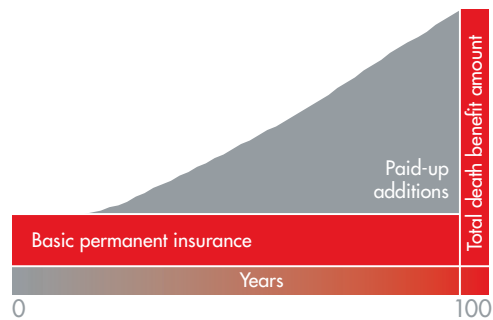 Total death benefit amount
Paid-up
additions
Basic permanent insurance
Years
0
100